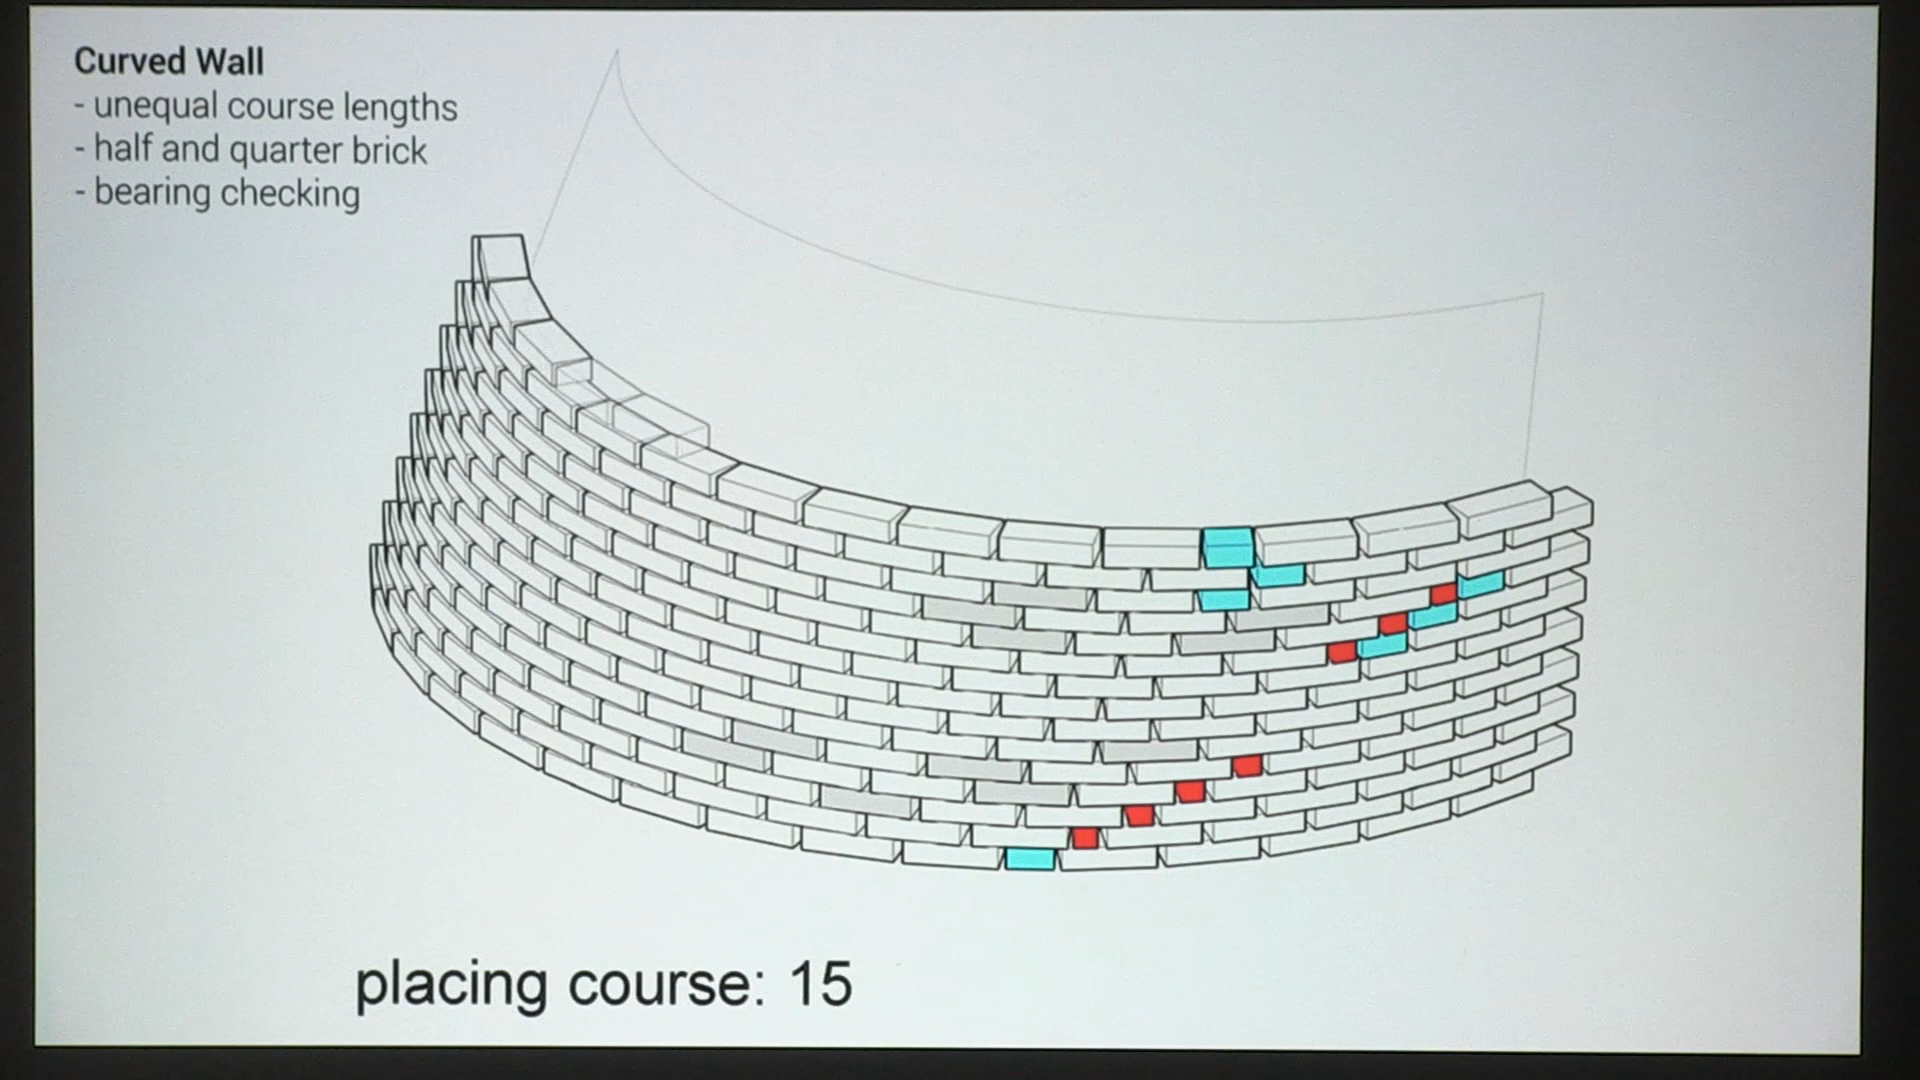 Curved Wall
- unequal course lengths
- half and quarter brick
- bearing checking
placing course: 15